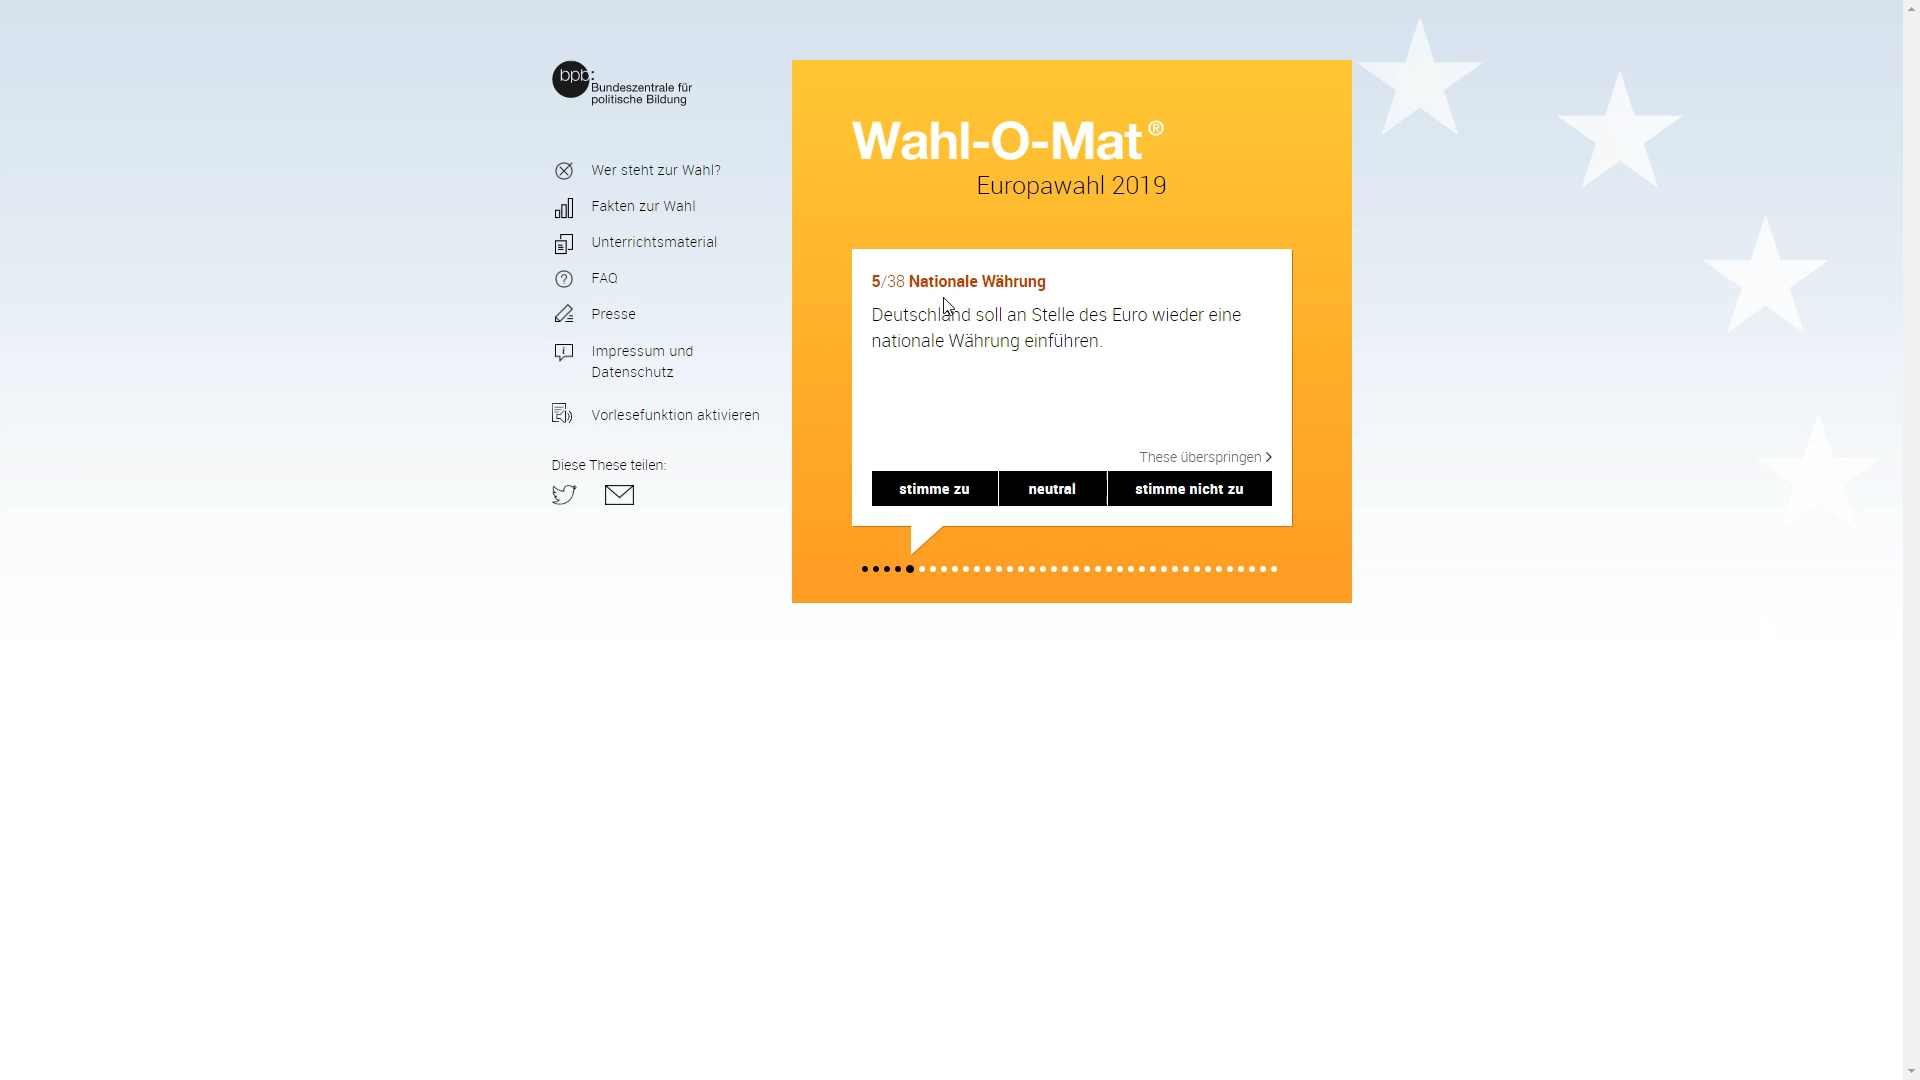 bpb:
Bundeszentrale für
politische Bildung
Wer steht zur Wahl?
Fakten zur Wahl
Unterrichtsmaterial
FAQ
Presse
Impressum und
Datenschutz
Vorlesefunktion aktivieren
Diese These teilen:
Wahl-O-Mat®
Europawahl 2019
5/38 Nationale Währung
Deutschland soll an Stelle des Euro wieder eine
nationale Währung einführen.
These überspringen
stimme zu neutral stimme nicht zu